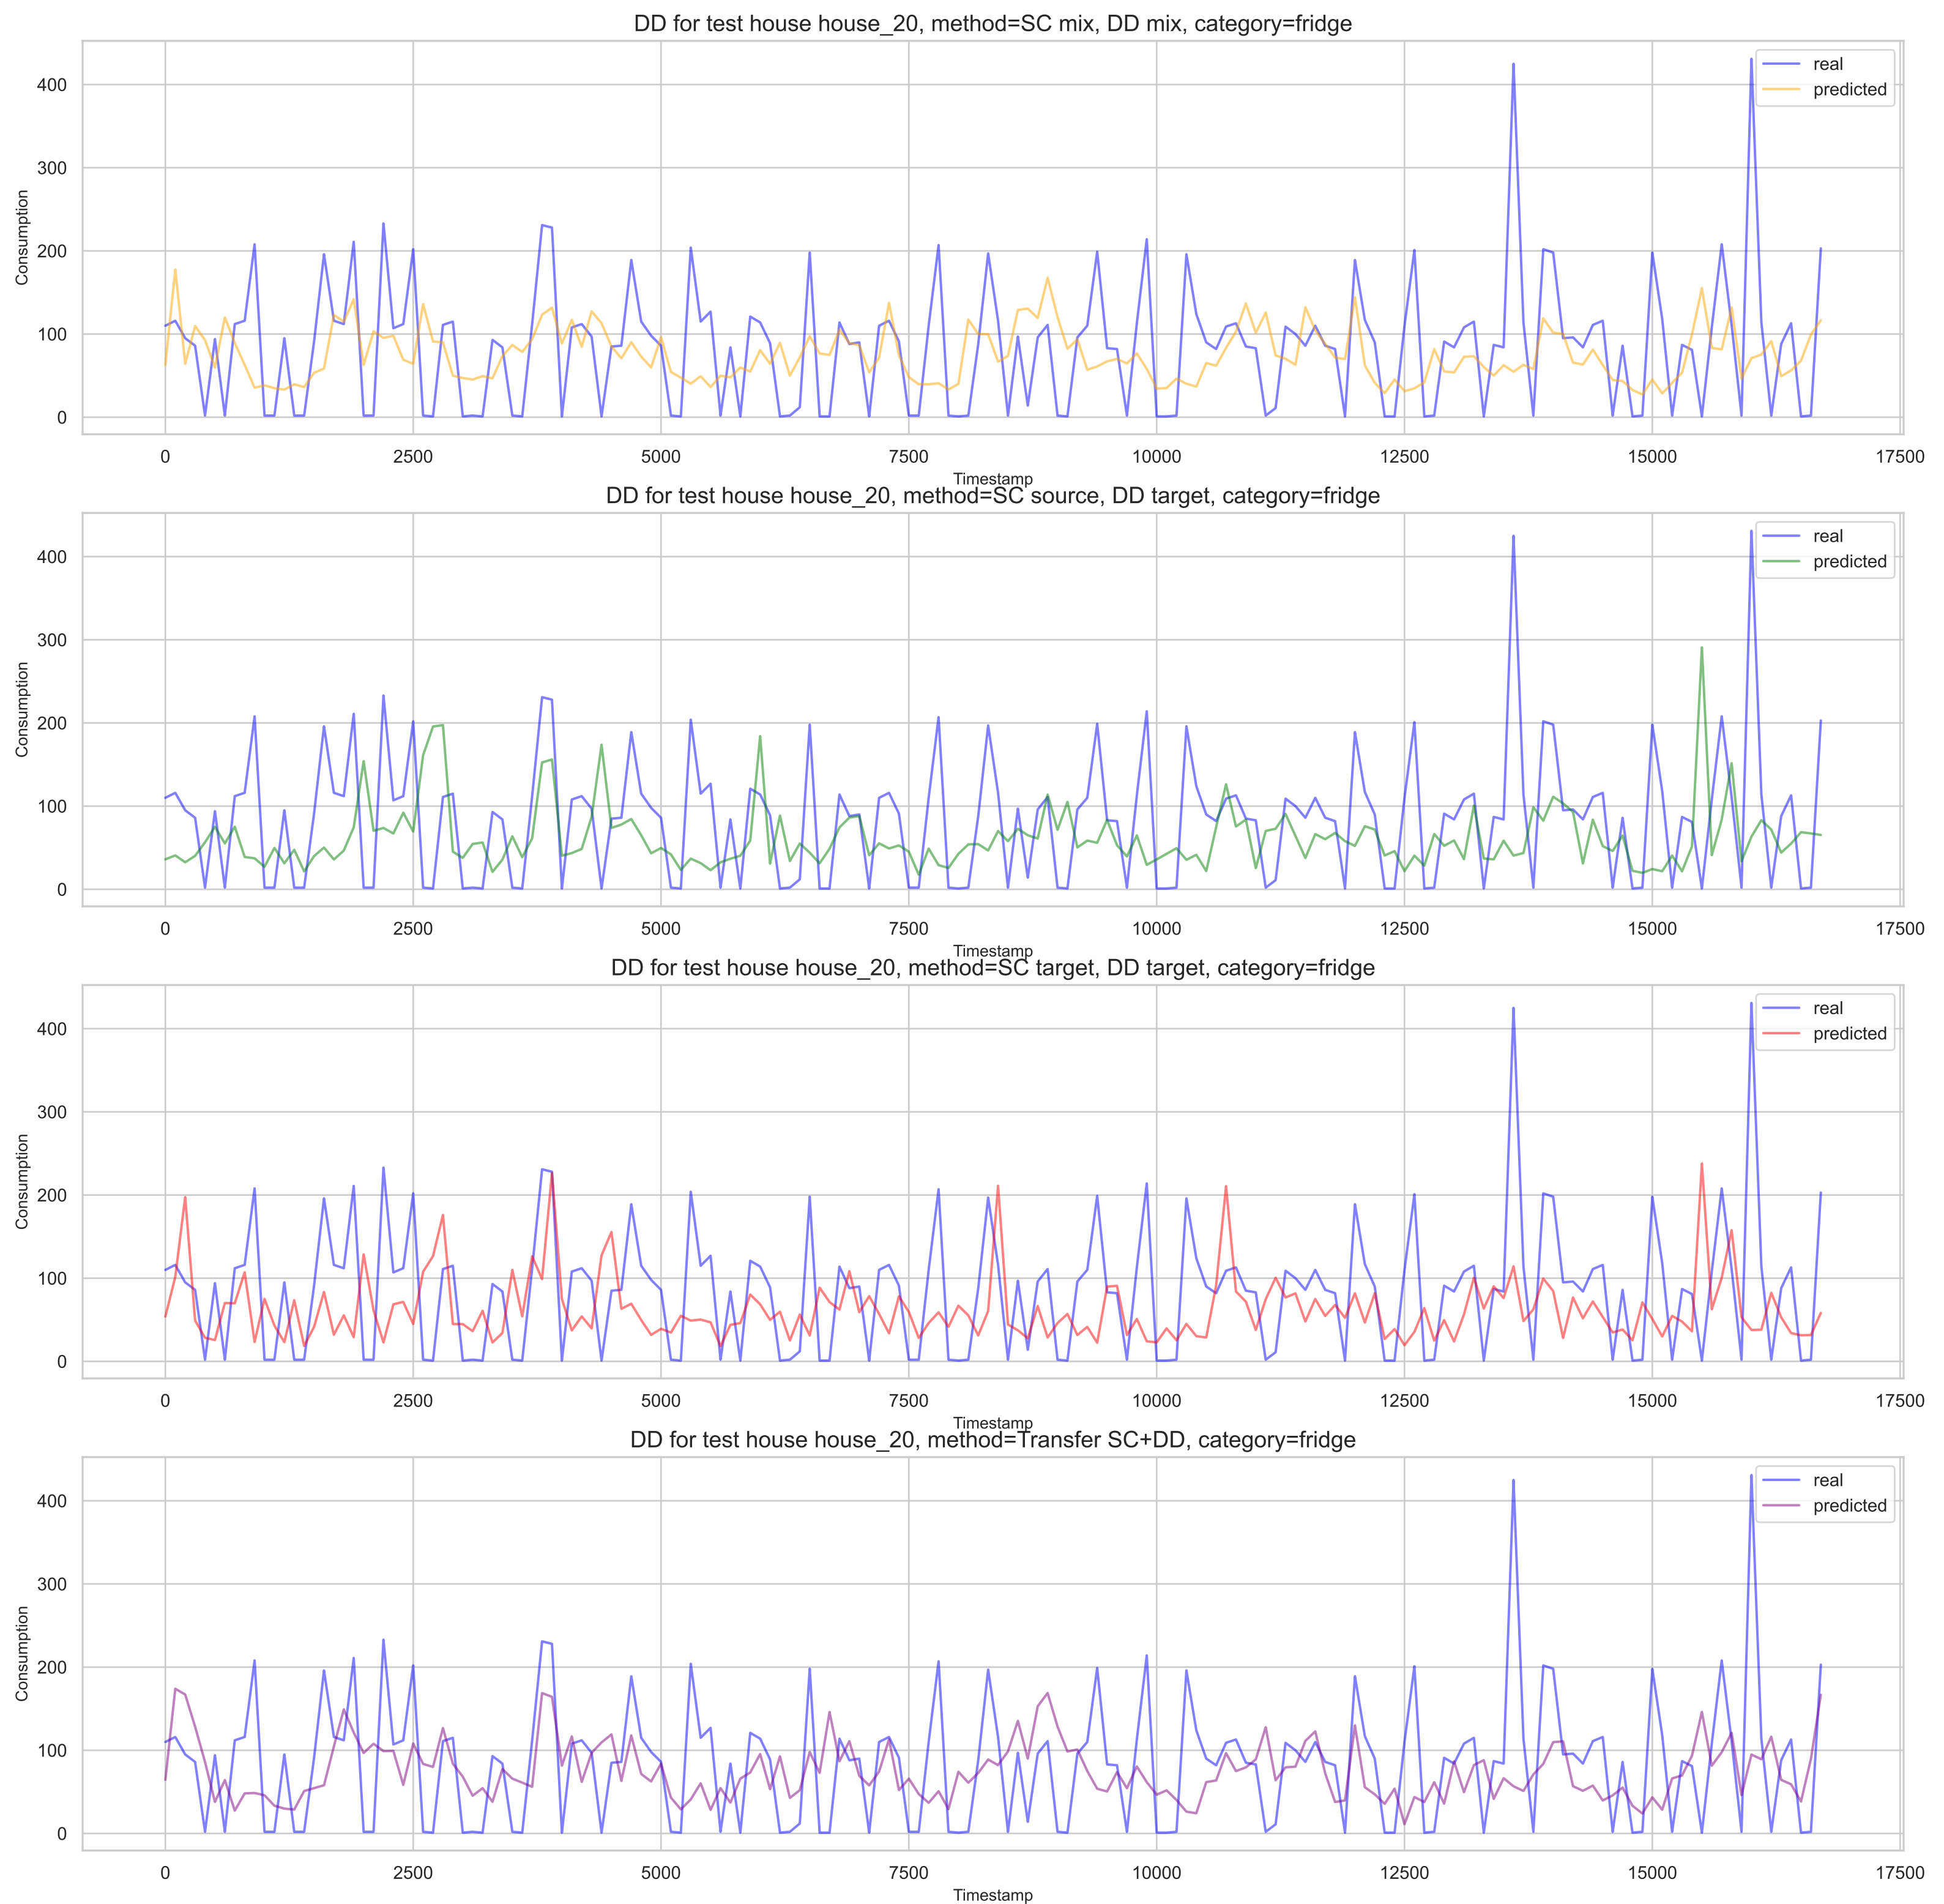 DD for test house house_20, method=SC mix, DD mix, category=fridge
real
predicted
400
300
200
100
0
Consumption
0 2500 5000 7500 10000 12500 15000 17500
Timestamp
DD for test house house_20, method=SC source, DD target, category=fridge
real
predicted
400
300
200
100
0
Consumption
0 2500 5000 7500 10000 12500 15000 17500
Timestamp
DD for test house house_20, method=SC target, DD target, category=fridge
real
predicted
400
300
200
100
0
Consumption
0 2500 5000 7500 10000 12500 15000 17500
Timestamp
DD for test house house_20, method=Transfer SC+DD, category=fridge
real
predicted
400
300
200
100
0
Consumption
0 2500 5000 7500 10000 12500 15000 17500
Timestamp